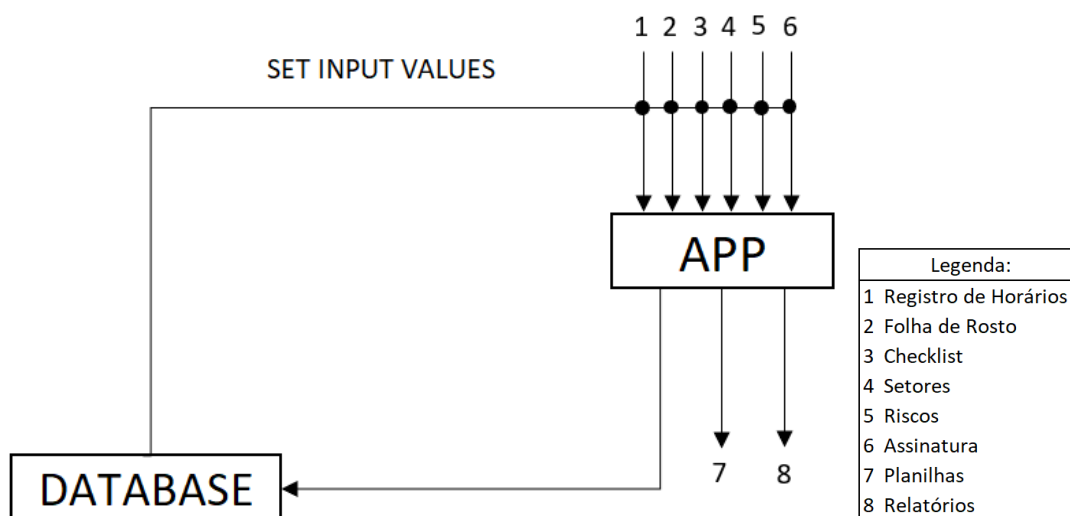 1 2 3 4 5 6
SET INPUT VALUES
APP
Legenda:
1 Registro de Horários
2 Folha de Rosto
3 Checklist
4 Setores
5 Riscos
6 Assinatura
7 Planilhas
8 Relatórios
7 8
DATABASE